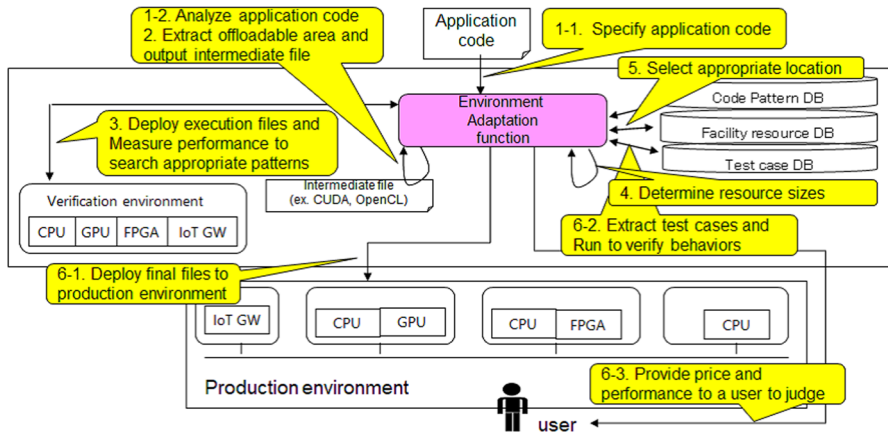 1-2. Analyze application code
2. Extract offloadable area and
output intermediate file
Application
code
1-1. Specify application code
5. Select appropriate location
Environment
Adaptation
function
Code Pattern DB
Facility resource DB
Test case DB
3. Deploy execution files and
Measure performance to
search appropriate patterns
Intermediate file
(ex. CUDA, OpenCL)
4. Determine resource sizes
Verification environment
CPU
GPU
FPGA
IoT GW
6-2. Extract test cases and
Run to verify behaviors
6-1. Deploy final files to
production environment
IoT GW
CPU
GPU
CPU
FPGA
CPU
Production environment
6-3. Provide price and
performance to a user to judge
user